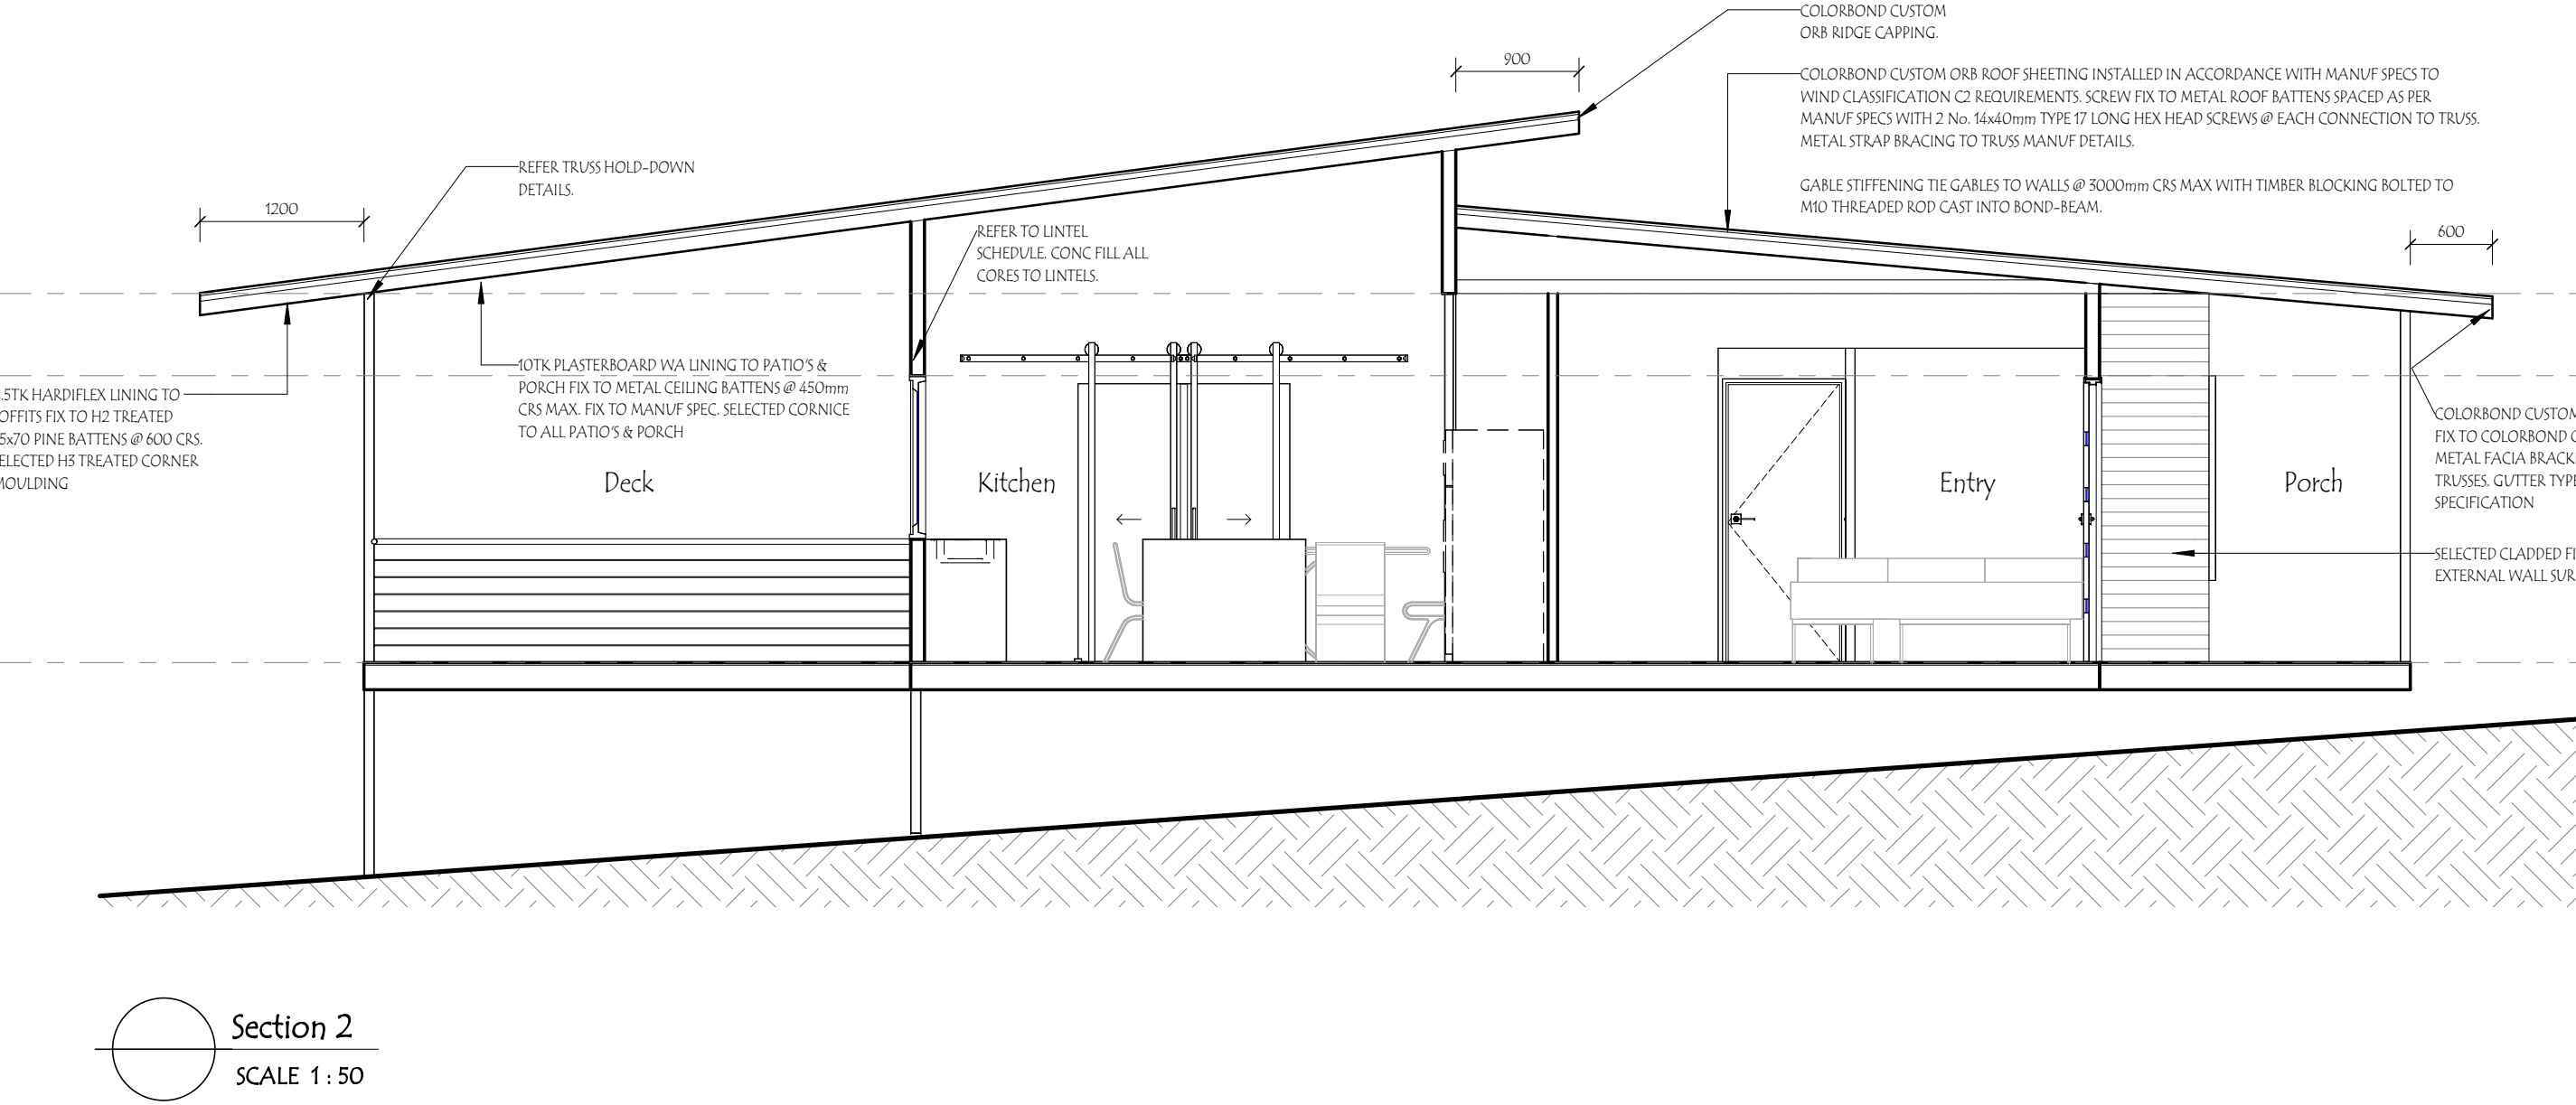 COLORBOND CUSTOM
ORB RIDGE CAPPING.
900
COLORBOND CUSTOM ORB ROOF SHEETING INSTALLED IN ACCORDANCE WITH MANUF SPECS TO
WIND CLASSIFICATION C2 REQUIREMENTS. SCREW FIX TO METAL ROOF BATTENS SPACED AS PER
MANUF SPECS WITH 2 No. 14x40mm TYPE 17 LONG HEX HEAD SCREWS @ EACH CONNECTION TO TRUSS.
METAL STRAP BRACING TO TRUSS MANUF DETAILS.
GABLE STIFFENING TIE GABLES TO WALLS @ 3000mm CRS MAX WITH TIMBER BLOCKING BOLTED TO
M10 THREADED ROD CAST INTO BOND-BEAM.
REFER TRUSS HOLD-DOWN
DETAILS.
1200
REFER TO LINTEL
SCHEDULE. CONC FILL ALL
CORES TO LINTELS.
600
10TK PLASTERBOARD WA LINING TO PATIO'S &
PORCH FIX TO METAL CEILING BATTENS @ 450mm
CRS MAX. FIX TO MANUF SPEC. SELECTED CORNICE
TO ALL PATIO'S & PORCH
.5TK HARDIFLEX LINING TO
OFFITS FIX TO H2 TREATED
5x70 PINE BATTENS @ 600 CRS.
ELECTED H3 TREATED CORNER
MOULDING
COLORBOND CUSTOM
FIX TO COLORBOND
METAL FACIA
TRUSSES. GUTTER TYPE
SPECIFICATION
Deck
Kitchen
Entry
Porch
SELECTED CLADDED
EXTERNAL WALL
Section 2
SCALE 1 : 50